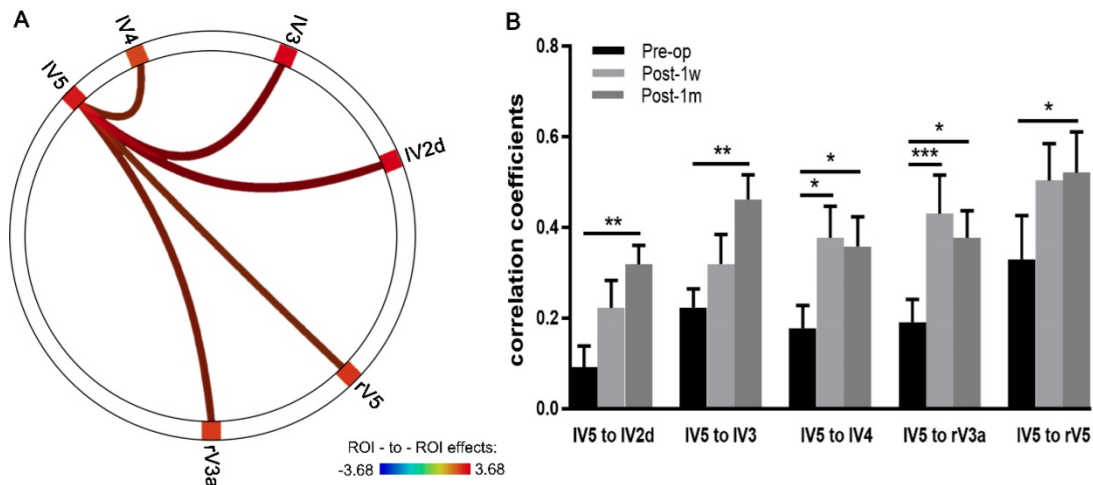 A
lV5
lV4
lV3
lV2d
rV5
rV3a
ROI - to - ROI effects:
-3.68 3.68
B
correlation coefficients
0.8
0.6
0.4
0.2
0.0
Pre-op
Post-1w
Post-1m
**
**
*
*
*
***
*
lV5 to lV2d lV5 to lV3 lV5 to lV4 lV5 to rV3a lV5 to rV5